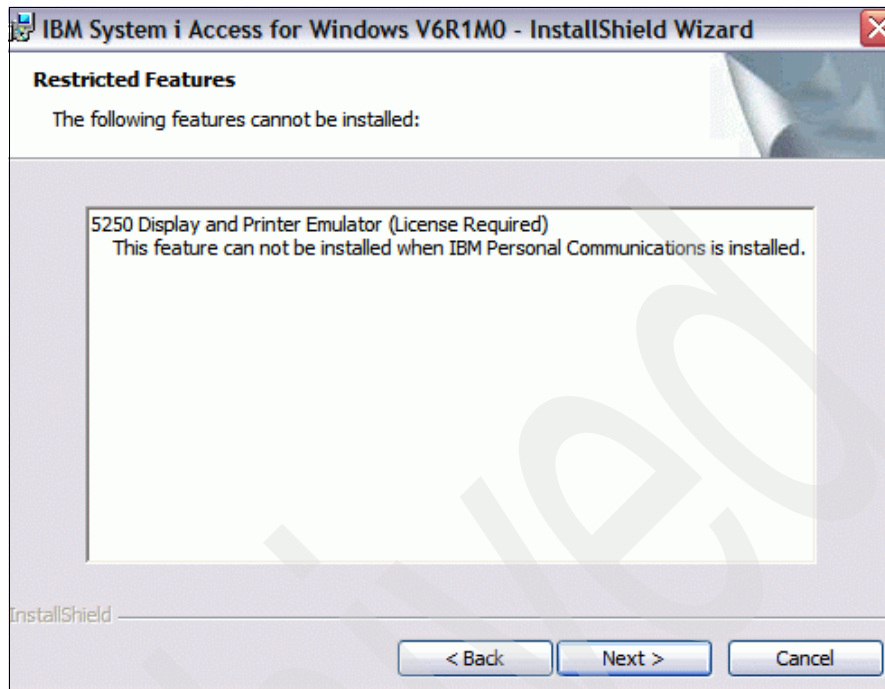 IBM System i Access for Windows V6R1M0 - InstallShield Wizard
Restricted Features
The following features cannot be installed:
5250 Display and Printer Emulator (License Required)
This feature can not be installed when IBM Personal Communications is installed.
InstallShield
< Back Next > Cancel